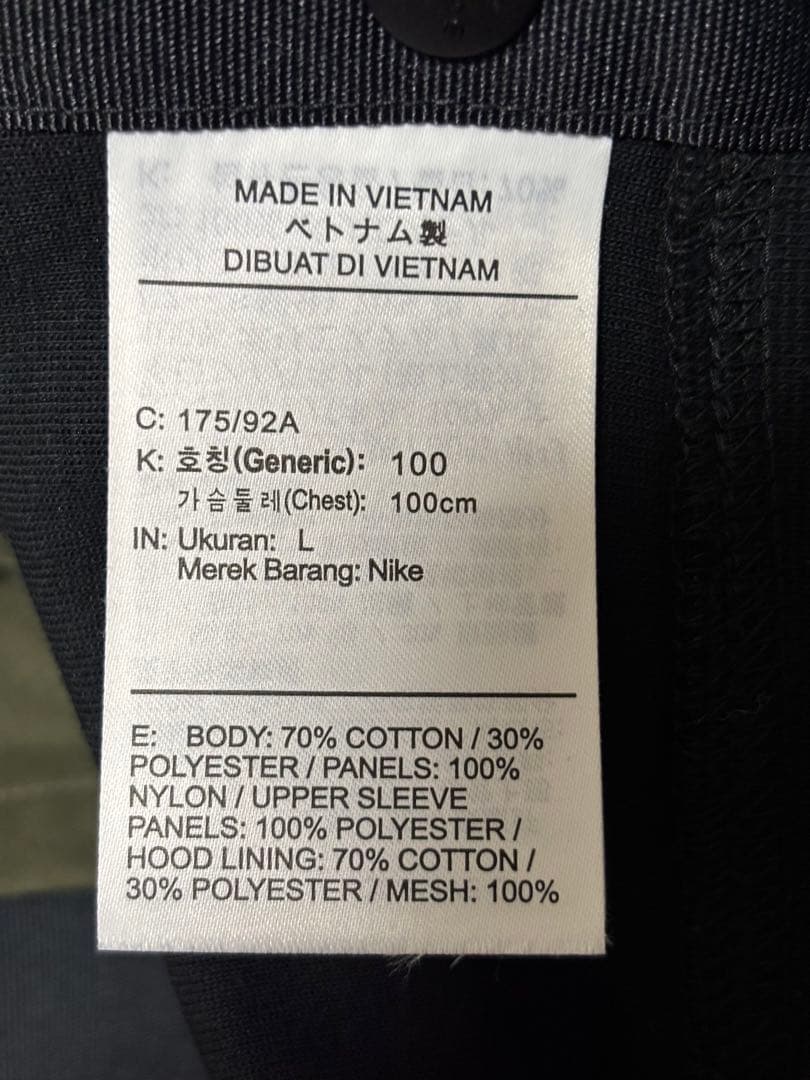 MADE IN VIETNAM
ベトナム製
DIBUAT DI VIETNAM
C: 175/92A
K: 호칭(Generic): 100
가슴둘레(Chest): 100cm
IN: Ukuran: L
Merek Barang: Nike
E: BODY: 70% COTTON / 30%
POLYESTER / PANELS: 100%
NYLON / UPPER SLEEVE
PANELS: 100% POLYESTER /
HOOD LINING: 70% COTTON /
30% POLYESTER / MESH: 100%